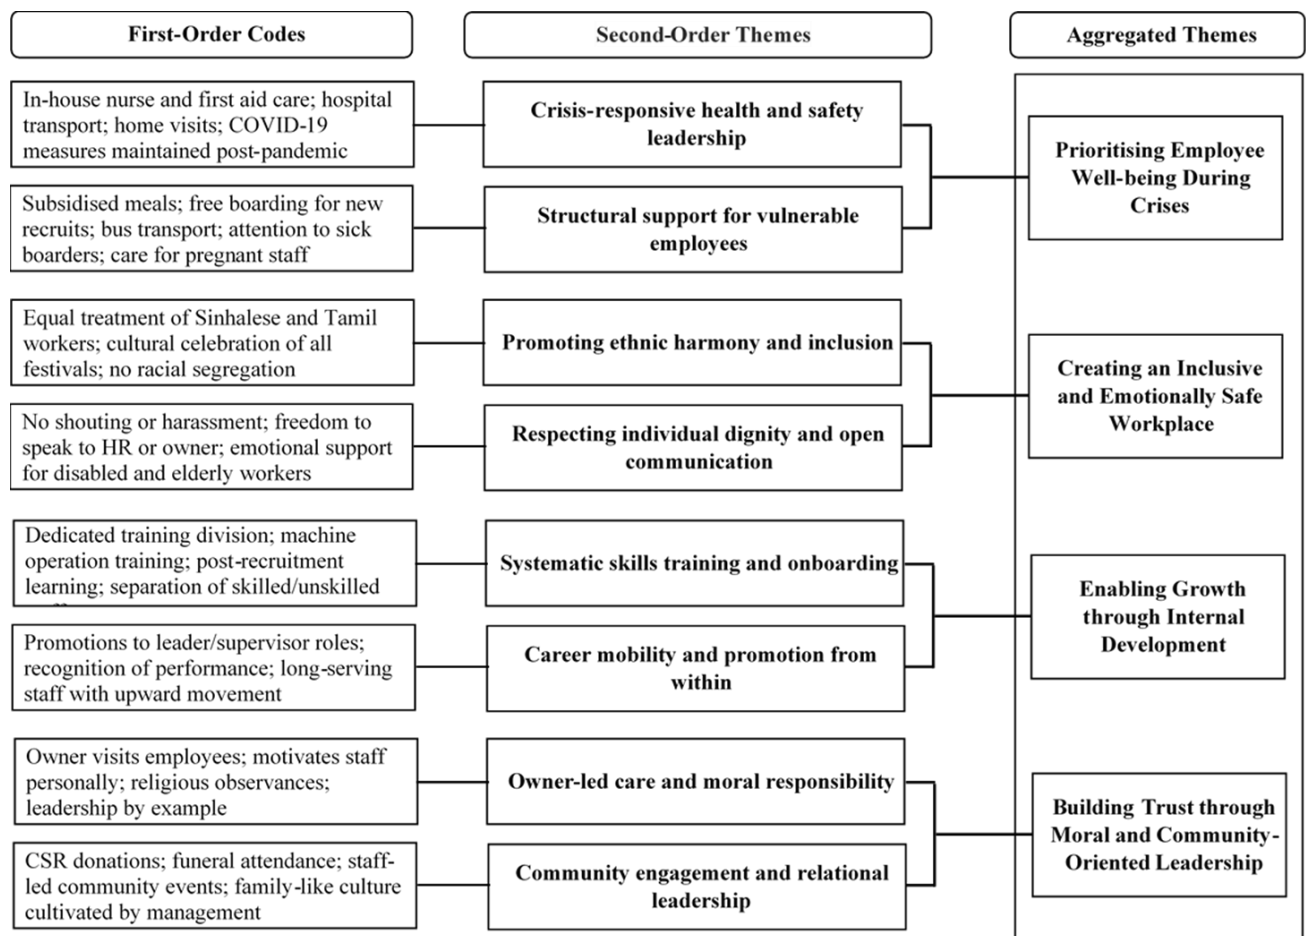 First-Order Codes
Second-Order Themes
Aggregated Themes
In-house nurse and first aid care; hospital
transport; home visits; COVID-19
measures maintained post-pandemic
Crisis-responsive health and safety
leadership
Subsidised meals; free boarding for new
recruits; bus transport; attention to sick
boarders; care for pregnant staff
Structural support for vulnerable
employees
Prioritising Employee
Well-being During
Crises
Equal treatment of Sinhalese and Tamil
workers; cultural celebration of all
festivals; no racial segregation
Promoting ethnic harmony and inclusion
No shouting or harassment; freedom to
speak to HR or owner; emotional support
for disabled and elderly workers
Respecting individual dignity and open
communication
Creating an Inclusive
and Emotionally Safe
Workplace
Dedicated training division; machine
operation training; post-recruitment
learning; separation of skilled/unskilled
Systematic skills training and onboarding
Promotions to leader/supervisor roles;
recognition of performance; long-serving
staff with upward movement
Career mobility and promotion from
within
Enabling Growth
through Internal
Development
Owner visits employees; motivates staff
personally; religious observances;
leadership by example
Owner-led care and moral responsibility
CSR donations; funeral attendance; staff-
led community events; family-like culture
cultivated by management
Community engagement and relational
leadership
Building Trust through
Moral and Community-
Oriented Leadership